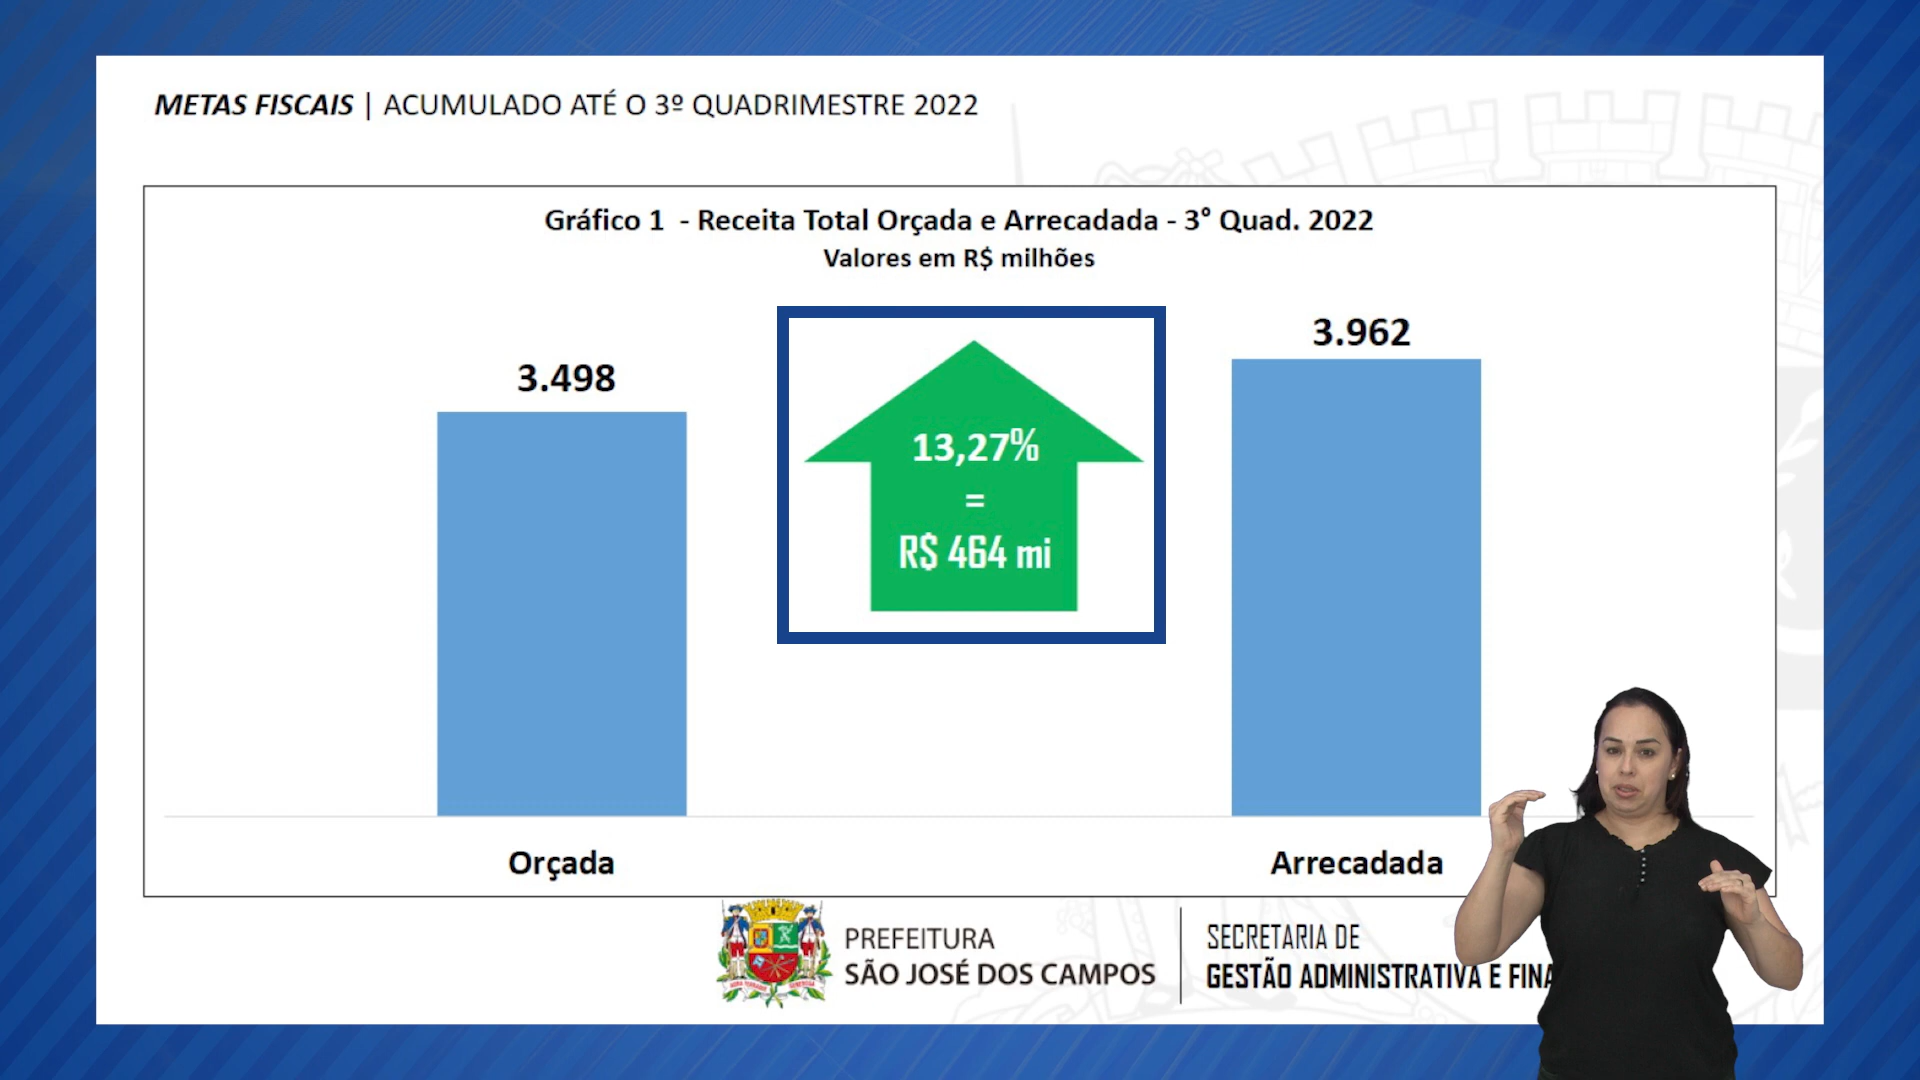 METAS FISCAIS | ACUMULADO ATÉ O 3º QUADRIMESTRE 2022
Gráfico 1 - Receita Total Orçada e Arrecadada - 3° Quad. 2022
Valores em R$ milhões
3.498
3.962
13,27%
=
R$ 464 mi
Orçada
Arrecadada
PREFEITURA
SÃO JOSÉ DOS CAMPOS
SECRETARIA DE
GESTÃO ADMINISTRATIVA E